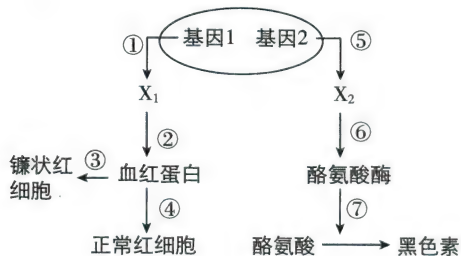 ① 基因1 基因2 ⑤
X₁ X₂
② ⑥
镰状红 ③ 血红蛋白 酪氨酸酶
细胞
④ ⑦
正常红细胞 酪氨酸 黑色素